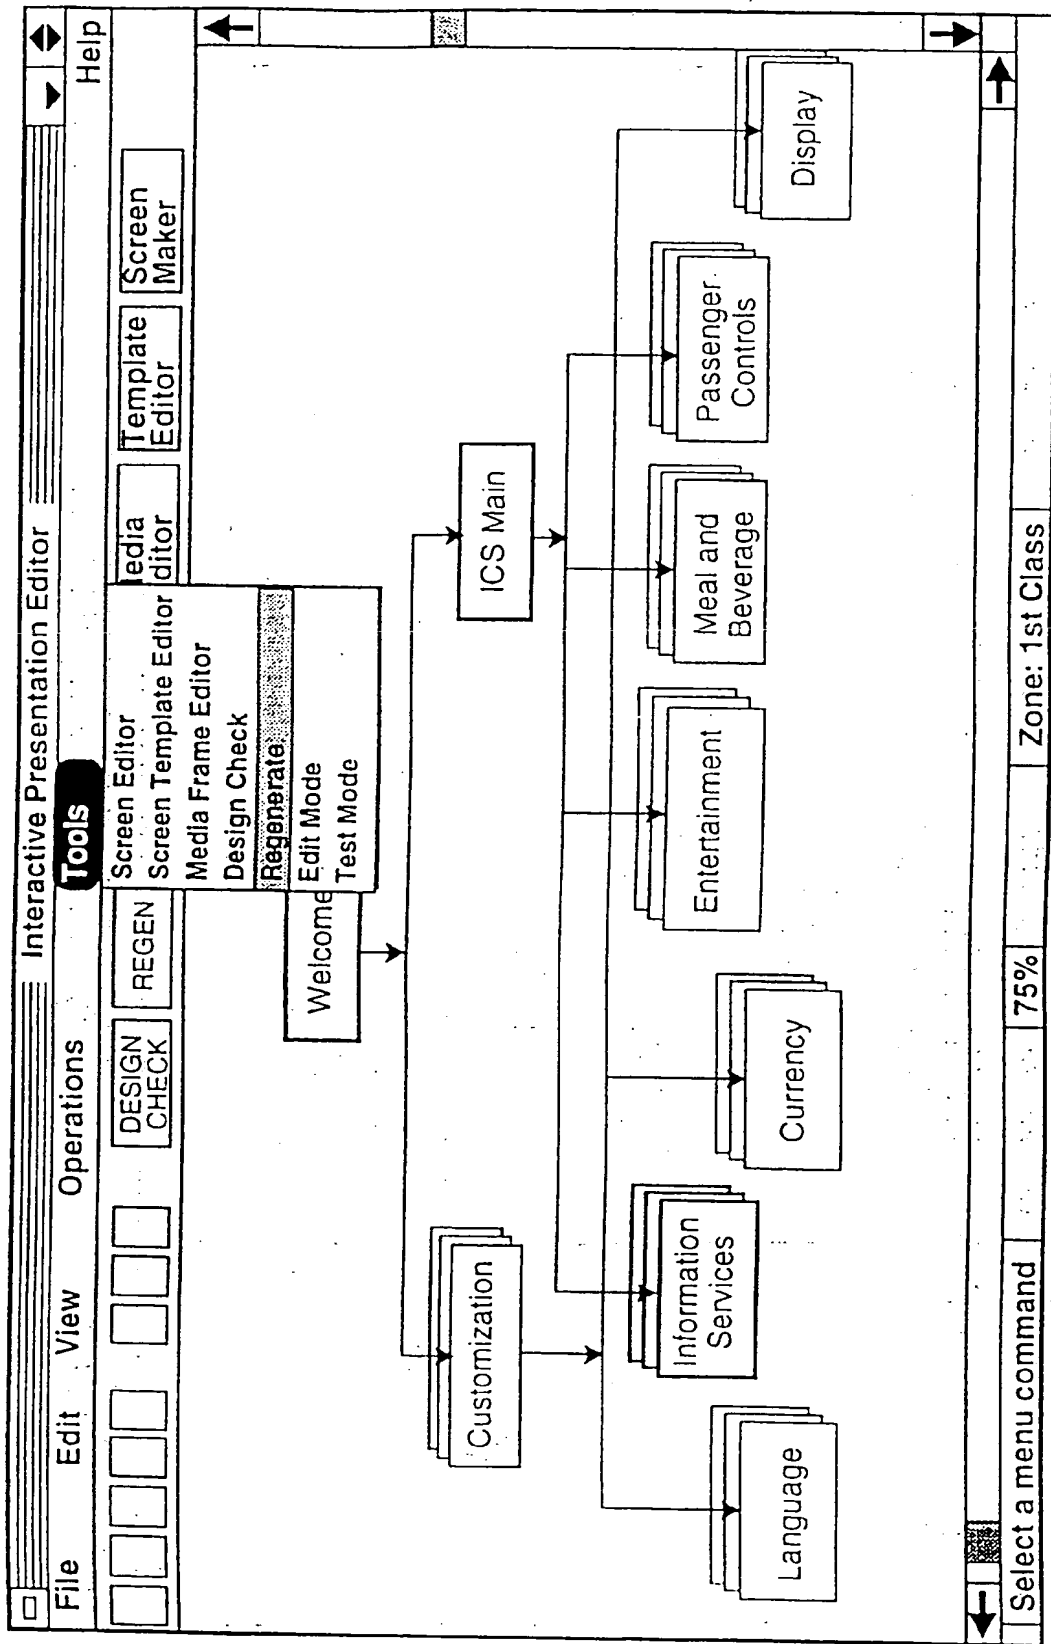 Interactive Presentation Editor
File Edit View Operations Tools Help
DESIGN
CHECK
REGEN
edia
ditor
Template
Editor
Screen
Maker
Screen Editor
Screen Template Editor
Media Frame Editor
Design Check
Regenerate
Edit Mode
Test Mode
Welcome
Customization
ICS Main
Language
Information
Services
Currency
Entertainment
Meal and
Beverage
Passenger
Controls
Display
Select a menu command
75%
Zone: 1st Class